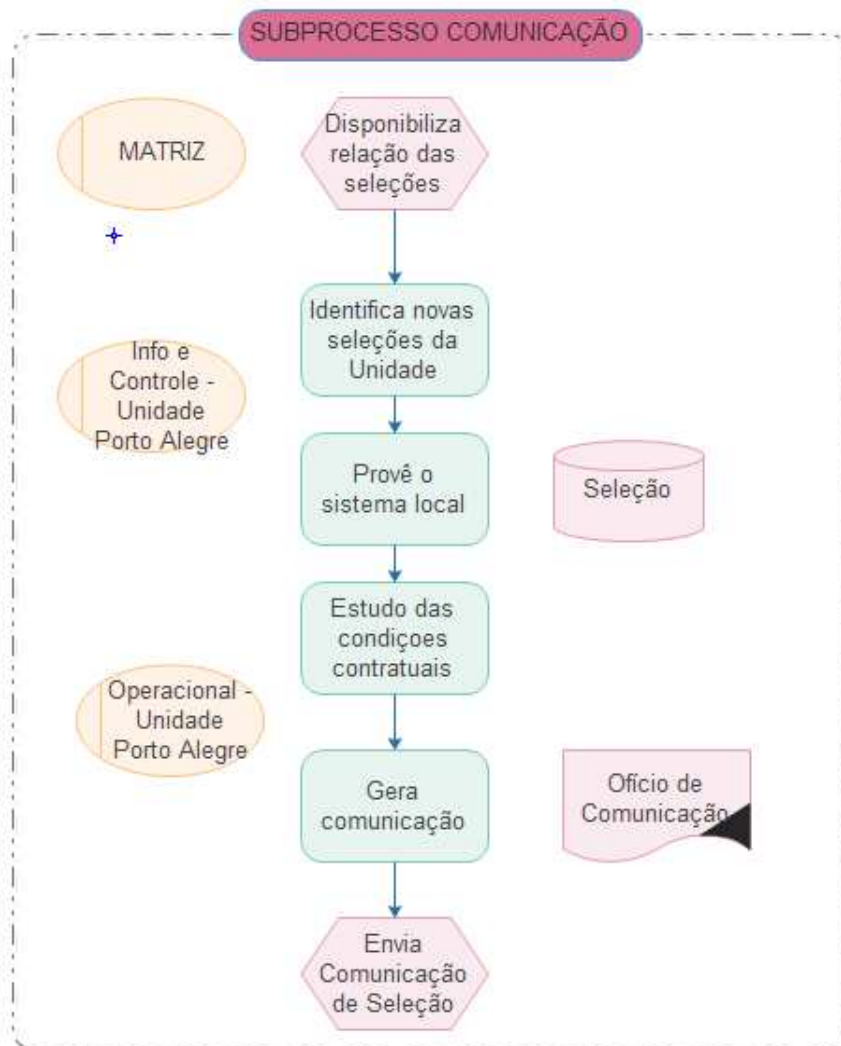 SUBPROCESSO COMUNICAÇÃO
MATRIZ
Disponibiliza
relação das
seleções
Identifica novas
seleções da
Unidade
Info e
Controle -
Unidade
Porto Alegre
Provê o
sistema local
Seleção
Estudo das
condiçoes
contratuais
Operacional -
Unidade
Porto Alegre
Gera
comunicação
Ofício de
Comunicação
Envia
Comunicação
de Seleção